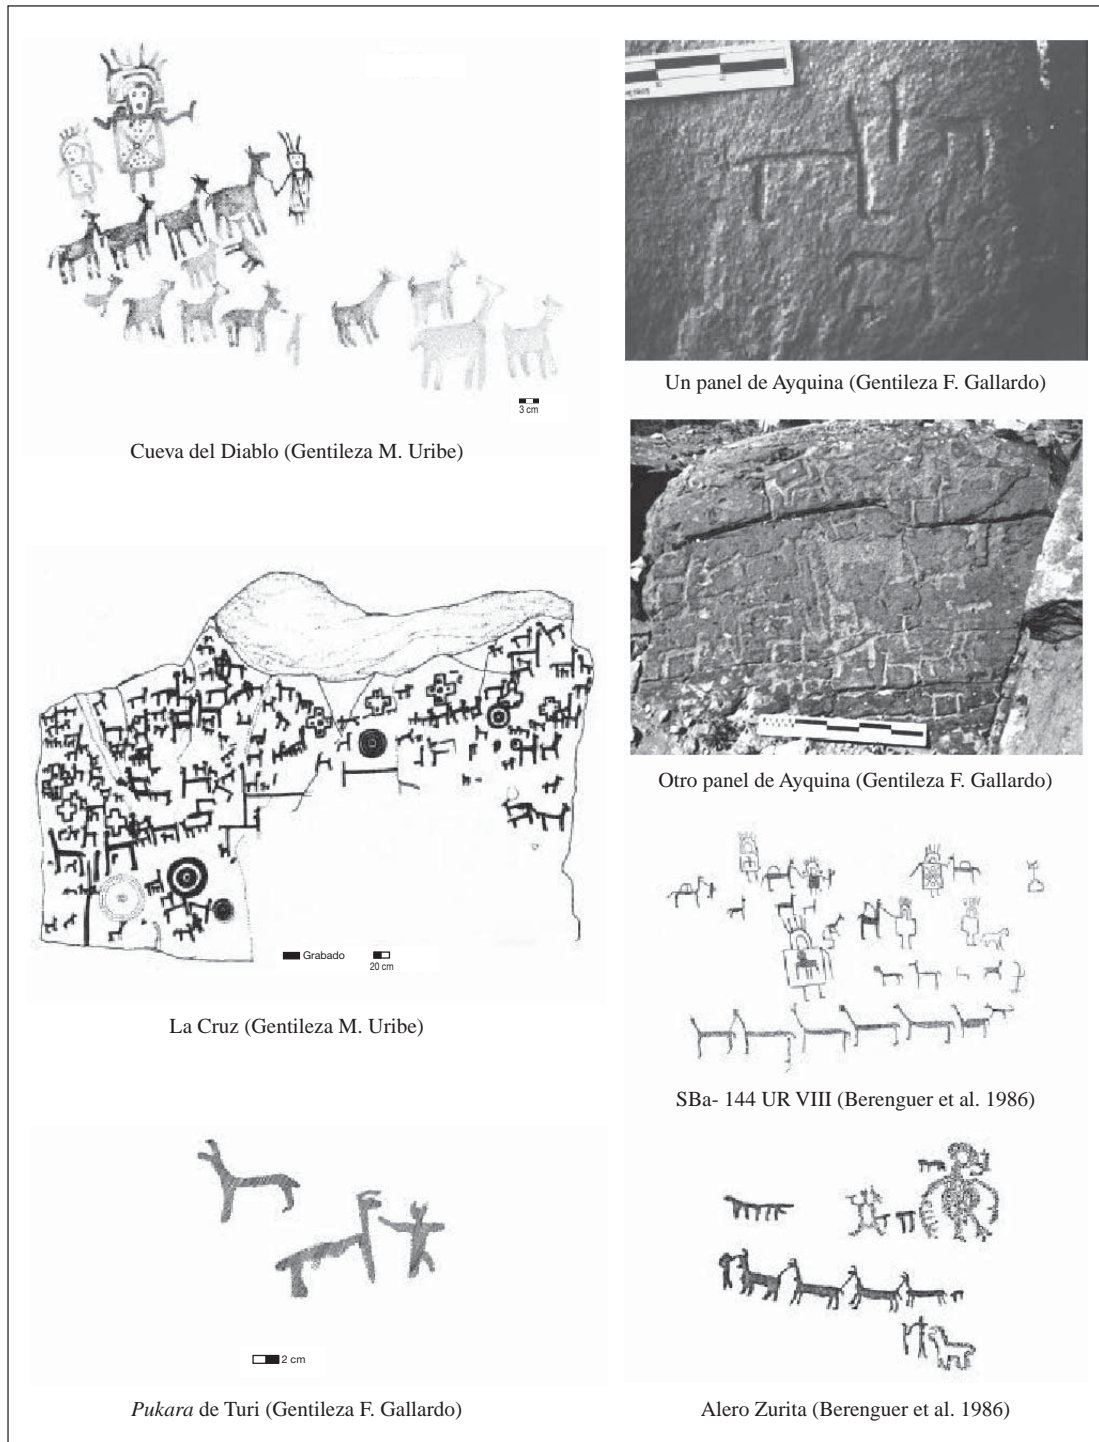 3 cm
Cueva del Diablo (Gentileza M. Uribe)
Un panel de Ayquina (Gentileza F. Gallardo)
Otro panel de Ayquina (Gentileza F. Gallardo)
Grabado
20 cm
La Cruz (Gentileza M. Uribe)
SBa- 144 UR VIII (Berenguer et al. 1986)
2 cm
Pukara de Turi (Gentileza F. Gallardo)
Alero Zurita (Berenguer et al. 1986)